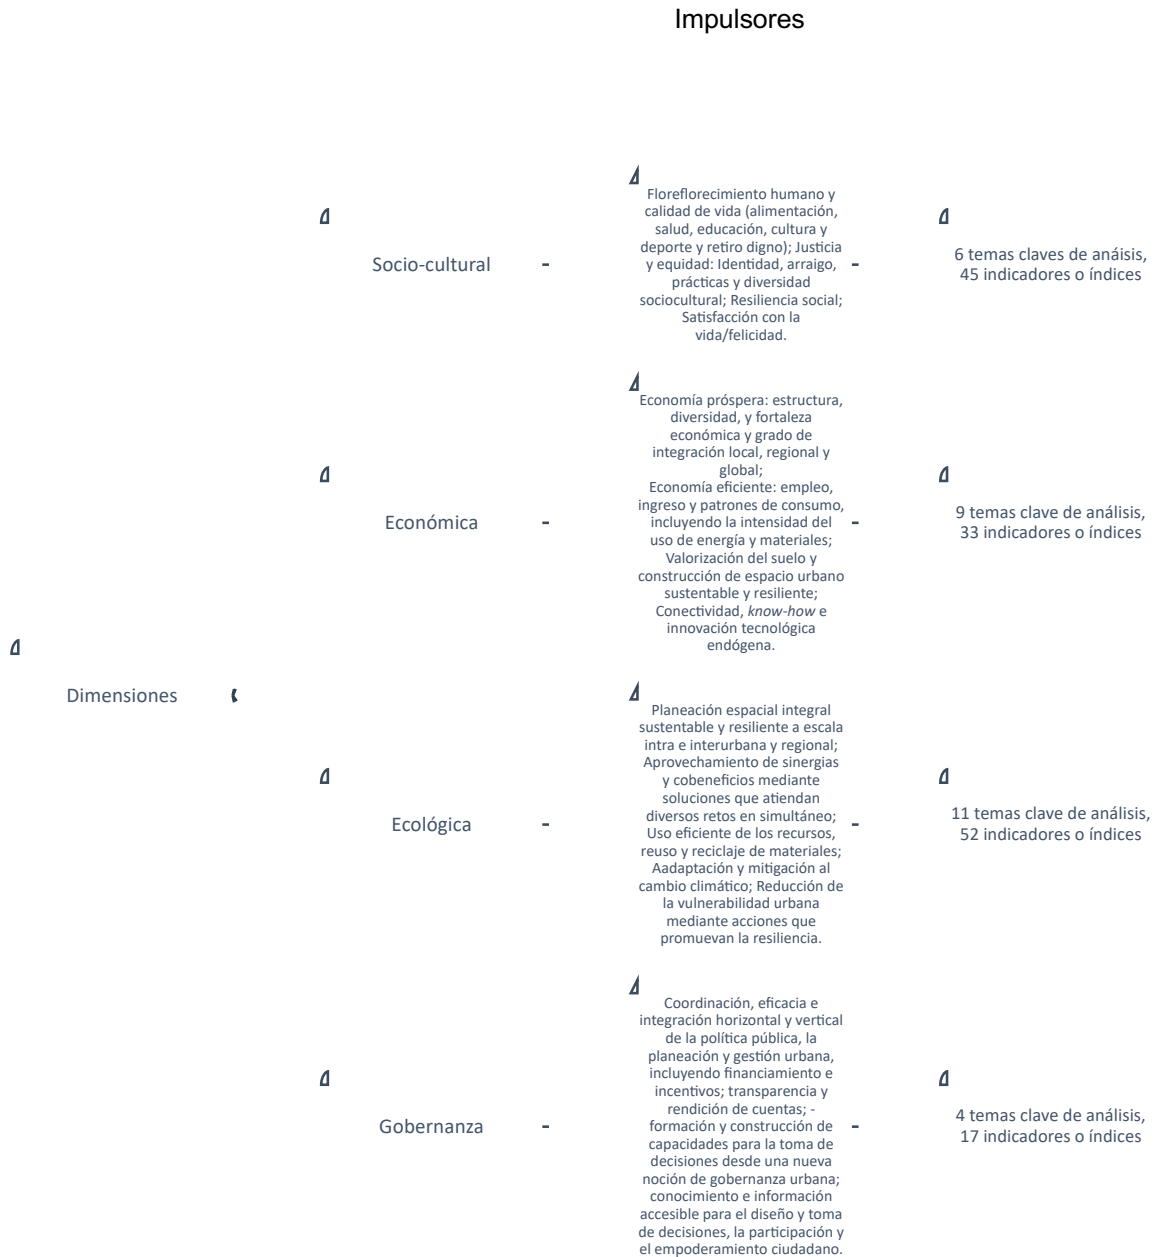 Impulsores
Dimensiones
Socio-cultural
Floreflorecimiento humano y
calidad de vida (alimentación,
salud, educación, cultura y
deporte y retiro digno); Justicia
y equidad: Identidad, arraigo,
prácticas y diversidad
sociocultural; Resiliencia social;
Satisfacción con la
vida/felicidad.
6 temas claves de anáisis,
45 indicadores o índices
Económica
Economía próspera: estructura,
diversidad, y fortaleza
económica y grado de
integración local, regional y
global;
Economía eficiente: empleo,
ingreso y patrones de consumo,
incluyendo la intensidad del
uso de energía y materiales;
Valorización del suelo y
construcción de espacio urbano
sustentable y resiliente;
Conectividad, know-how e
innovación tecnológica
endógena.
9 temas clave de análisis,
33 indicadores o índices
Ecológica
Planeación espacial integral
sustentable y resiliente a escala
intra e interurbana y regional;
Aprovechamiento de sinergias
y cobeneficios mediante
soluciones que atiendan
diversos retos en simultáneo;
Uso eficiente de los recursos,
reuso y reciclaje de materiales;
Aadaptación y mitigación al
cambio climático; Reducción de
la vulnerabilidad urbana
mediante acciones que
promuevan la resiliencia.
11 temas clave de análisis,
52 indicadores o índices
Gobernanza
Coordinación, eficacia e
integración horizontal y vertical
de la política pública, la
planeación y gestión urbana,
incluyendo financiamiento e
incentivos; transparencia y
rendición de cuentas; -
formación y construcción de
capacidades para la toma de
decisiones desde una nueva
noción de gobernanza urbana;
conocimiento e información
accesible para el diseño y toma
de decisiones, la participación y
el empoderamiento ciudadano.
4 temas clave de análisis,
17 indicadores o índices